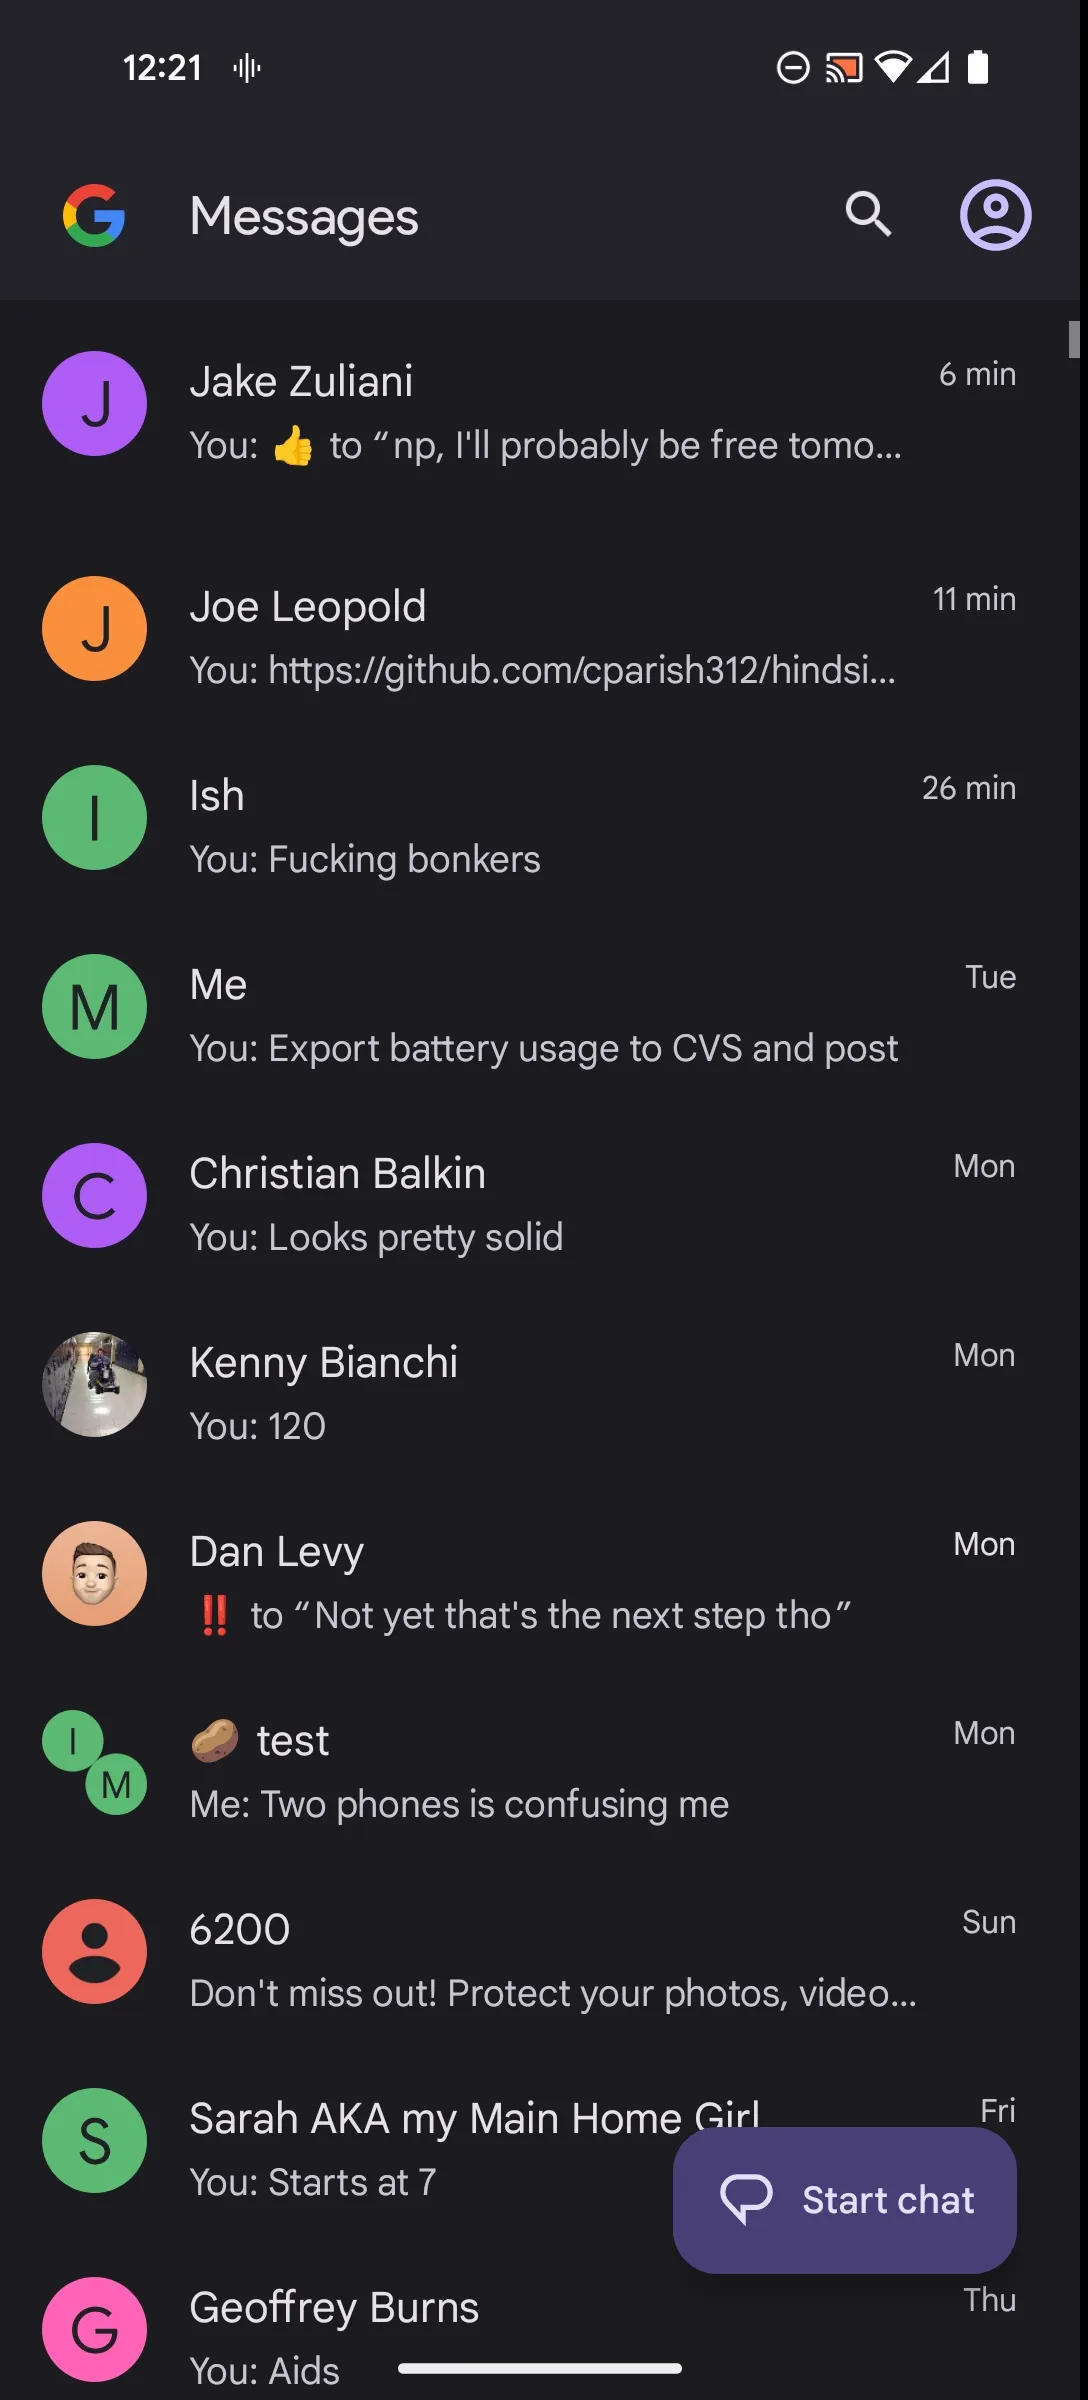 12:21
Messages
J
Jake Zuliani
6 min
You: 👍 to “np, I'll probably be free tomo...
J
Joe Leopold
11 min
You: https://github.com/cparish312/hindsi...
I
Ish
26 min
You: Fucking bonkers
M
Me
Tue
You: Export battery usage to CVS and post
C
Christian Balkin
Mon
You: Looks pretty solid
Kenny Bianchi
Mon
You: 120
Dan Levy
Mon
‼️ to “Not yet that's the next step tho”
I
M
🥔 test
Mon
Me: Two phones is confusing me
6200
Sun
Don't miss out! Protect your photos, video...
S
Sarah AKA my Main Home Girl
Fri
You: Starts at 7
Start chat
G
Geoffrey Burns
Thu
You: Aids